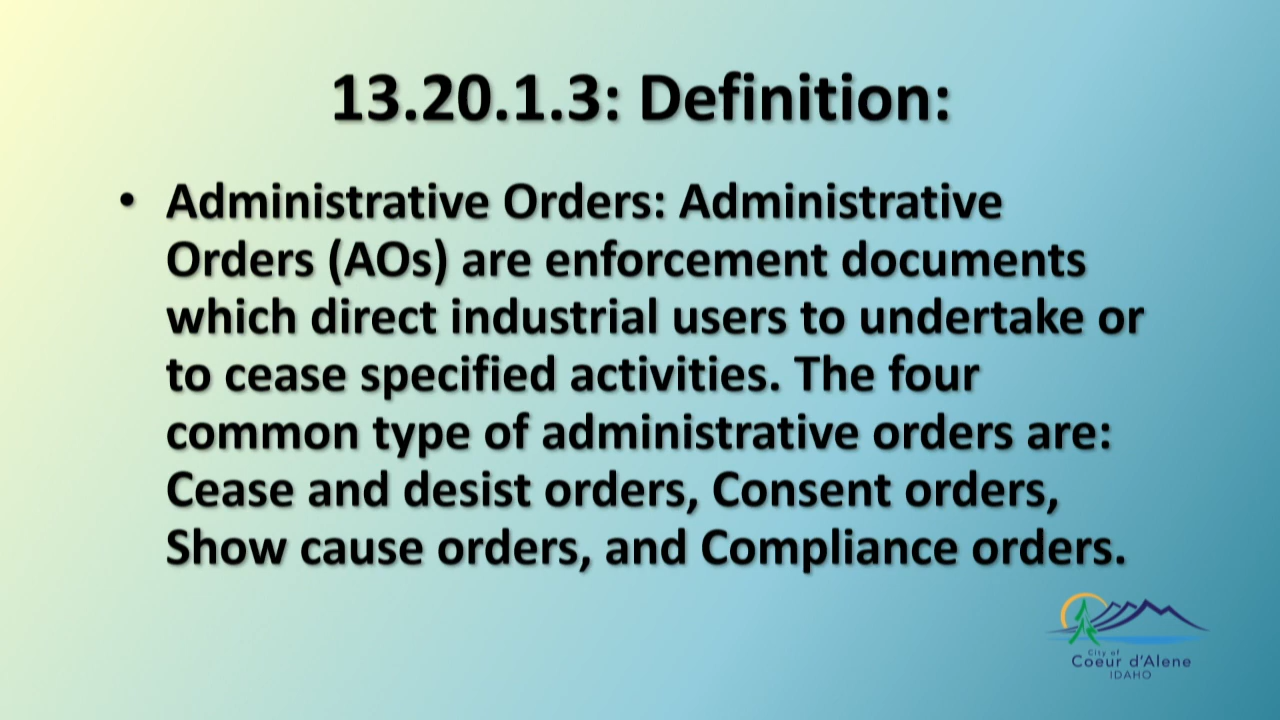 13.20.1.3: Definition:
• Administrative Orders: Administrative
Orders (AOs) are enforcement documents
which direct industrial users to undertake or
to cease specified activities. The four
common type of administrative orders are:
Cease and desist orders, Consent orders,
Show cause orders, and Compliance orders.
City of
Coeur d'Alene
IDAHO